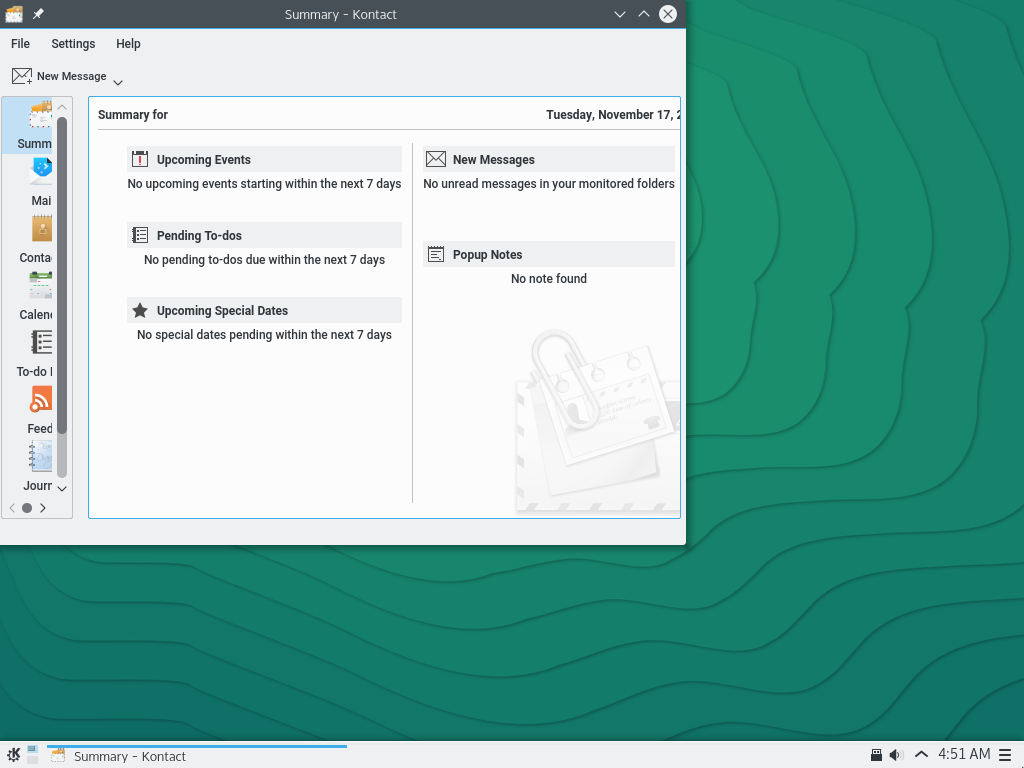 Summary – Kontact
File Settings Help
New Message
Summary for
Tuesday, November 17, 2
Summ
Mai
Conta
Calen
To-do
Feed
Journ
Upcoming Events
No upcoming events starting within the next 7 days
Pending To-dos
No pending to-dos due within the next 7 days
Upcoming Special Dates
No special dates pending within the next 7 days
New Messages
No unread messages in your monitored folders
Popup Notes
No note found
Summary – Kontact
4:51 AM